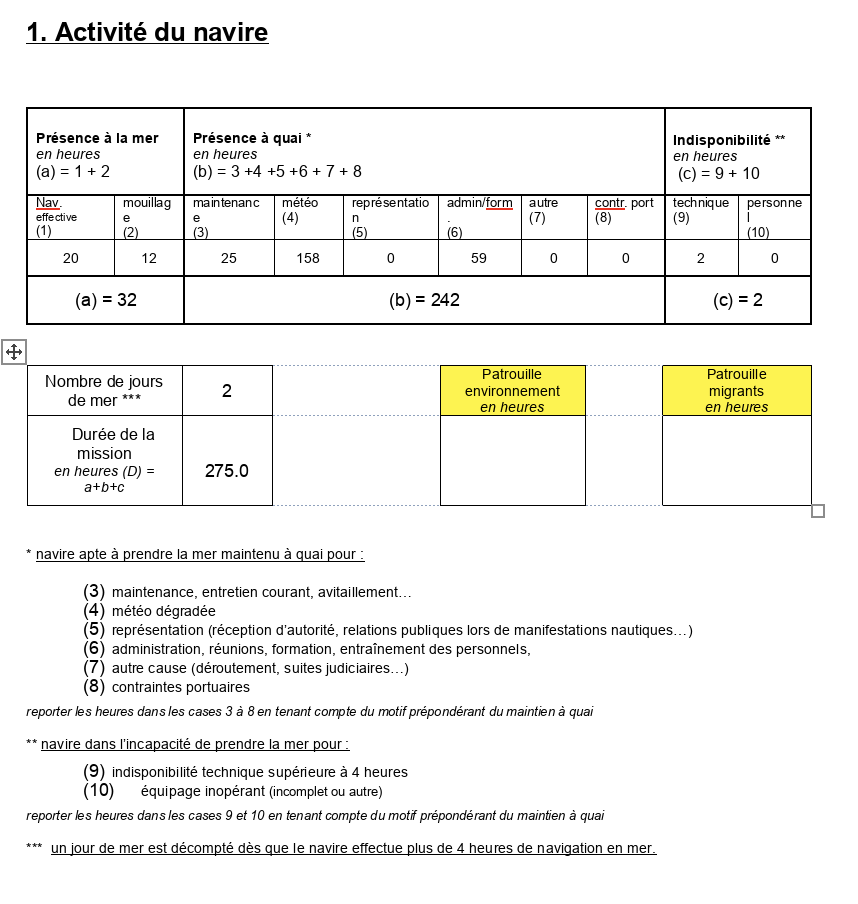 1. Activité du navire
Présence à la mer
en heures
(a) = 1 + 2
Présence à quai *
en heures
(b) = 3 +4 +5 +6 + 7 + 8
Indisponibilité **
en heures
(c) = 9 + 10
Nav.
effective
(1)
mouillag
e
(2)
maintenanc
e
(3)
météo
(4)
représentatio
n
(5)
admin/form
.
(6)
autre
(7)
contr. port
(8)
technique
(9)
personne
l
(10)
20 12 25 158 0 59 0 0 2 0
(a) = 32 (b) = 242 (c) = 2
Nombre de jours
de mer ***
2
Patrouille
environnement
en heures
Patrouille
migrants
en heures
Durée de la
mission
en heures (D) =
a+b+c
275.0
* navire apte à prendre la mer maintenu à quai pour :
(3) maintenance, entretien courant, avitaillement…
(4) météo dégradée
(5) représentation (réception d'autorité, relations publiques lors de manifestations nautiques…)
(6) administration, réunions, formation, entraînement des personnels,
(7) autre cause (déroutement, suites judiciaires…)
(8) contraintes portuaires
reporter les heures dans les cases 3 à 8 en tenant compte du motif prépondérant du maintien à quai
** navire dans l'incapacité de prendre la mer pour :
(9) indisponibilité technique supérieure à 4 heures
(10) équipage inopérant (incomplet ou autre)
reporter les heures dans les cases 9 et 10 en tenant compte du motif prépondérant du maintien à quai
*** un jour de mer est décompté dès que le navire effectue plus de 4 heures de navigation en mer.